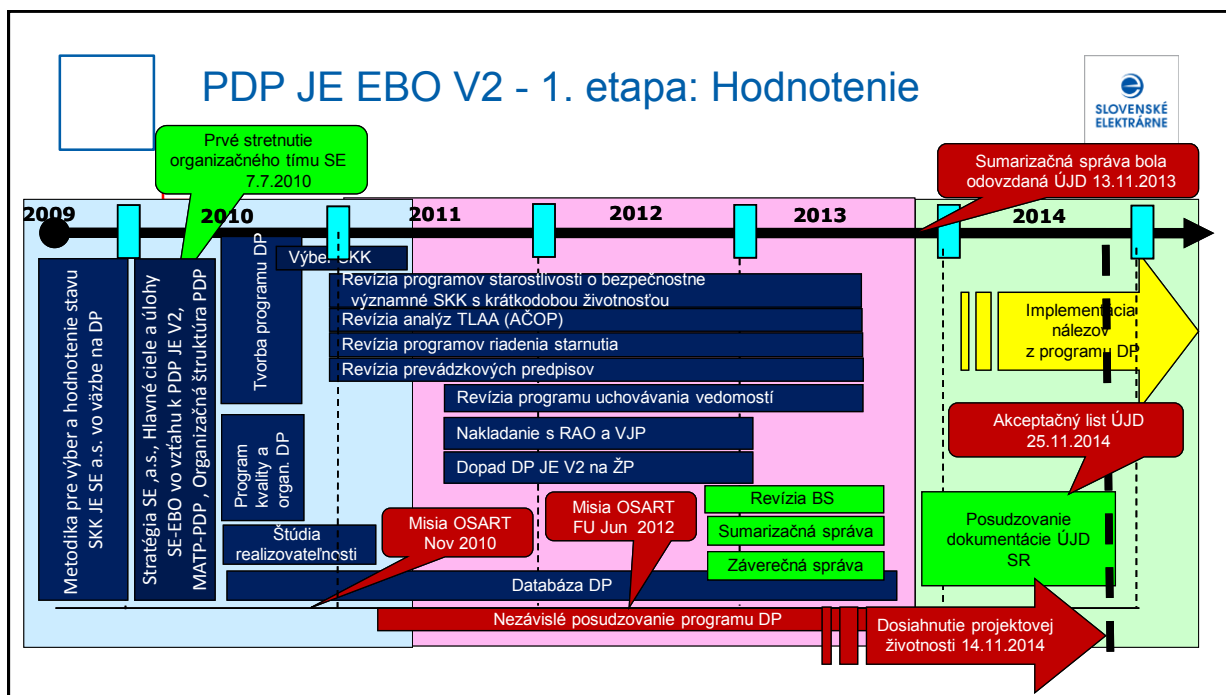 PDP JE EBO V2 - 1. etapa: Hodnotenie
SLOVENSKÉ
ELEKTRÁRNE
Prvé stretnutie
organizačného tímu SE
7.7.2010
Sumarizačná správa bola
odovzdaná ÚJD 13.11.2013
2009
2010
2011
2012
2013
2014
Metodika pre výber a hodnotenie stavu
SKK JE SE a.s. vo väzbe na DP
Stratégia SE ,a.s., Hlavné ciele a úlohy
SE-EBO vo vzťahu k PDP JE V2,
MATP-PDP , Organizačná štruktúra PDP
Tvorba programu DP
Výber SKK
Revízia programov starostlivosti o bezpečnostne
významné SKK s krátkodobou životnosťou
Revízia analýz TLAA (AČOP)
Revízia programov riadenia starnutia
Revízia prevádzkových predpisov
Revízia programu uchovávania vedomostí
Nakladanie s RAO a VJP
Dopad DP JE V2 na ŽP
Implementácia
nálezov
z programu DP
Akceptačný list ÚJD
25.11.2014
Program
kvality a
organ. DP
Štúdia
realizovateľnosti
Misia OSART
Nov 2010
Misia OSART
FU Jun 2012
Revízia BS
Sumarizačná správa
Záverečná správa
Posudzovanie
dokumentácie ÚJD
SR
Databáza DP
Nezávislé posudzovanie programu DP
Dosiahnutie projektovej
životnosti 14.11.2014